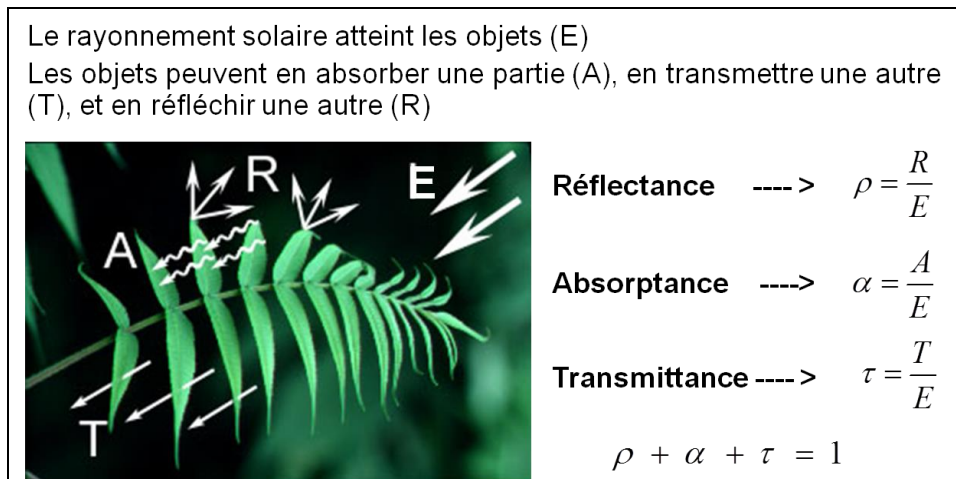 Le rayonnement solaire atteint les objets (E)
Les objets peuvent en absorber une partie (A), en transmettre une autre
(T), et en réfléchir une autre (R)
R
E
A
T
Réflectance ----> ρ = R/E
Absorptance ----> α = A/E
Transmittance ----> τ = T/E
ρ + α + τ = 1